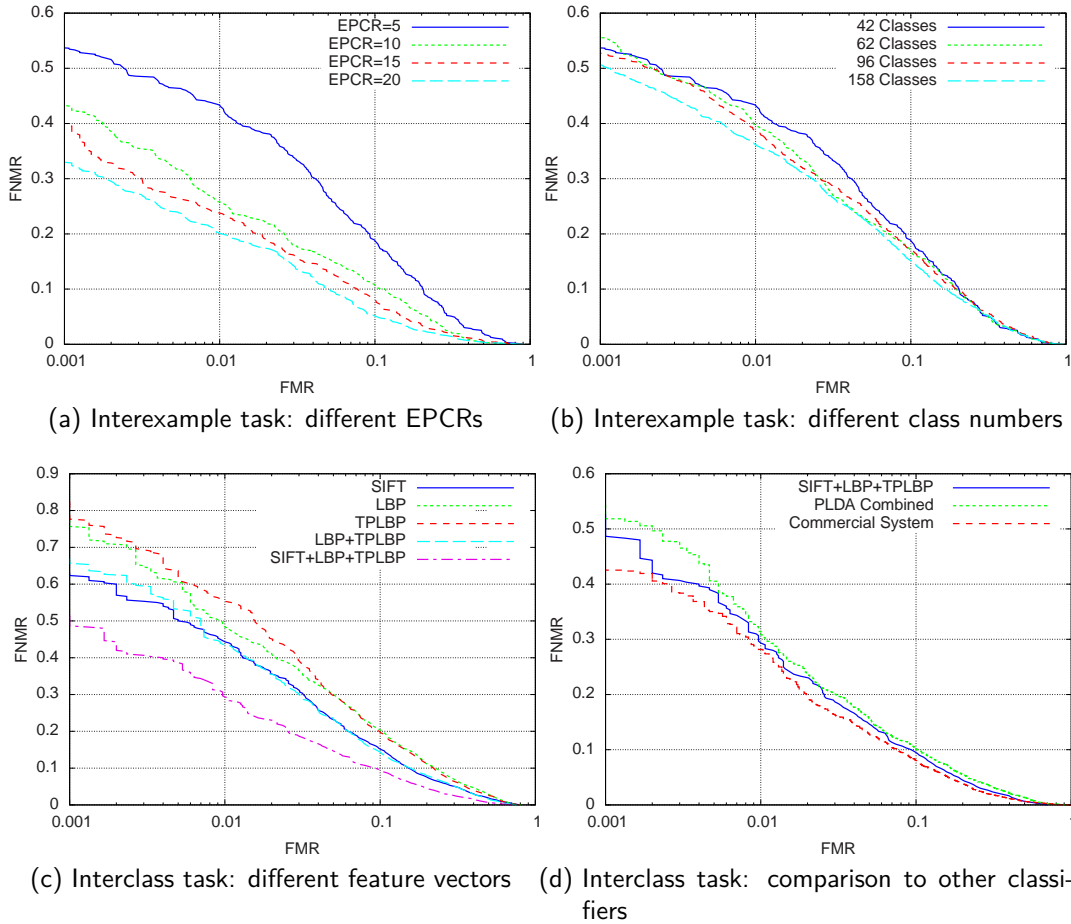 0.6
0.5
0.4
0.3
0.2
0.1
0
0.001
0.01
0.1
1
FNMR
FMR
EPCR=5
EPCR=10
EPCR=15
EPCR=20
(a) Interexample task: different EPCRs
0.6
0.5
0.4
0.3
0.2
0.1
0
0.001
0.01
0.1
1
FNMR
FMR
42 Classes
62 Classes
96 Classes
158 Classes
(b) Interexample task: different class numbers
0.9
0.8
0.7
0.6
0.5
0.4
0.3
0.2
0.1
0
0.001
0.01
0.1
1
FNMR
FMR
SIFT
LBP
TPLBP
LBP+TPLBP
SIFT+LBP+TPLBP
(c) Interclass task: different feature vectors
0.6
0.5
0.4
0.3
0.2
0.1
0
0.001
0.01
0.1
1
FNMR
FMR
SIFT+LBP+TPLBP
PLDA Combined
Commercial System
(d) Interclass task: comparison to other classi-
fiers